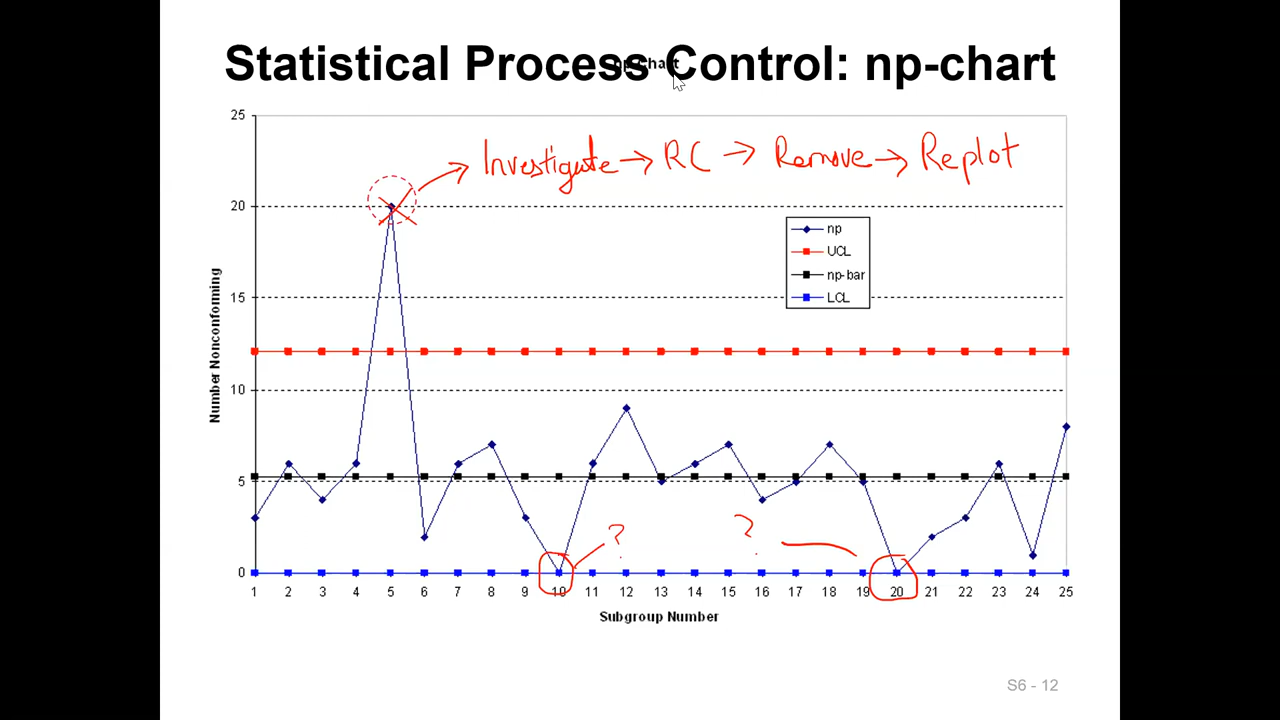 Statistical Process Control: np-chart
np-chart
25
Investigate → RC → Remove → Replot
20
np
UCL
np-bar
LCL
15
10
5
0
Number Nonconforming
? ?
1 2 3 4 5 6 7 8 9 10 11 12 13 14 15 16 17 18 19 20 21 22 23 24 25
Subgroup Number
S6 - 12